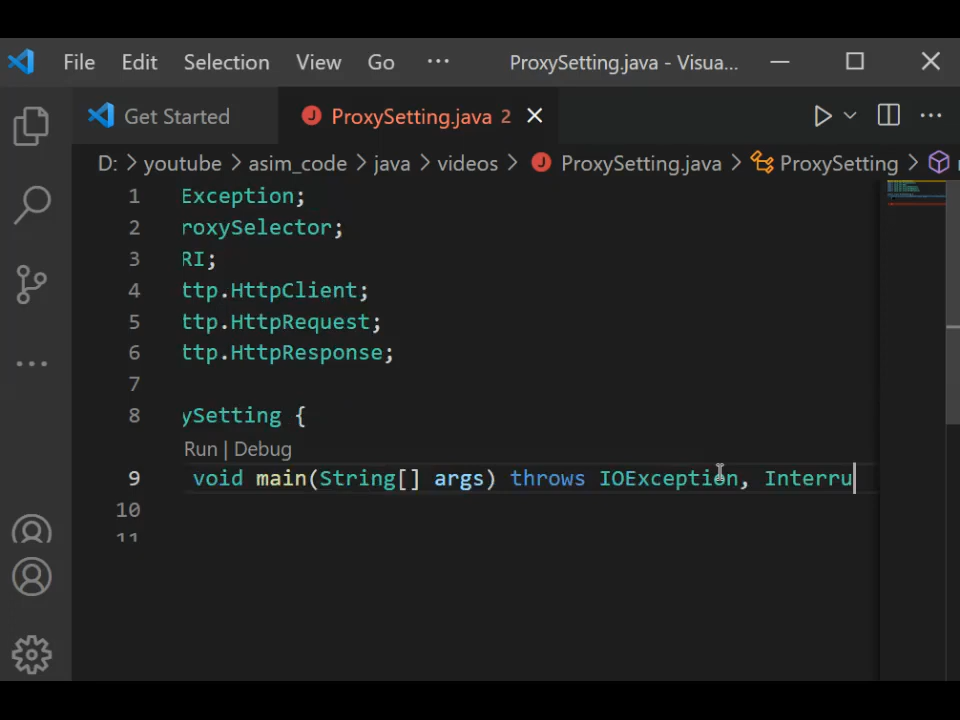 File Edit Selection View Go ··· ProxySetting.java - Visua...
Get Started J ProxySetting.java 2
D: > youtube > asim_code > java > videos > J ProxySetting.java > ProxySetting >
1 Exception;
2 roxySelector;
3 RI;
4 ttp.HttpClient;
5 ttp.HttpRequest;
6 ttp.HttpResponse;
7
8 ySetting {
Run | Debug
9 void main(String[] args) throws IOException, Interru
10
11